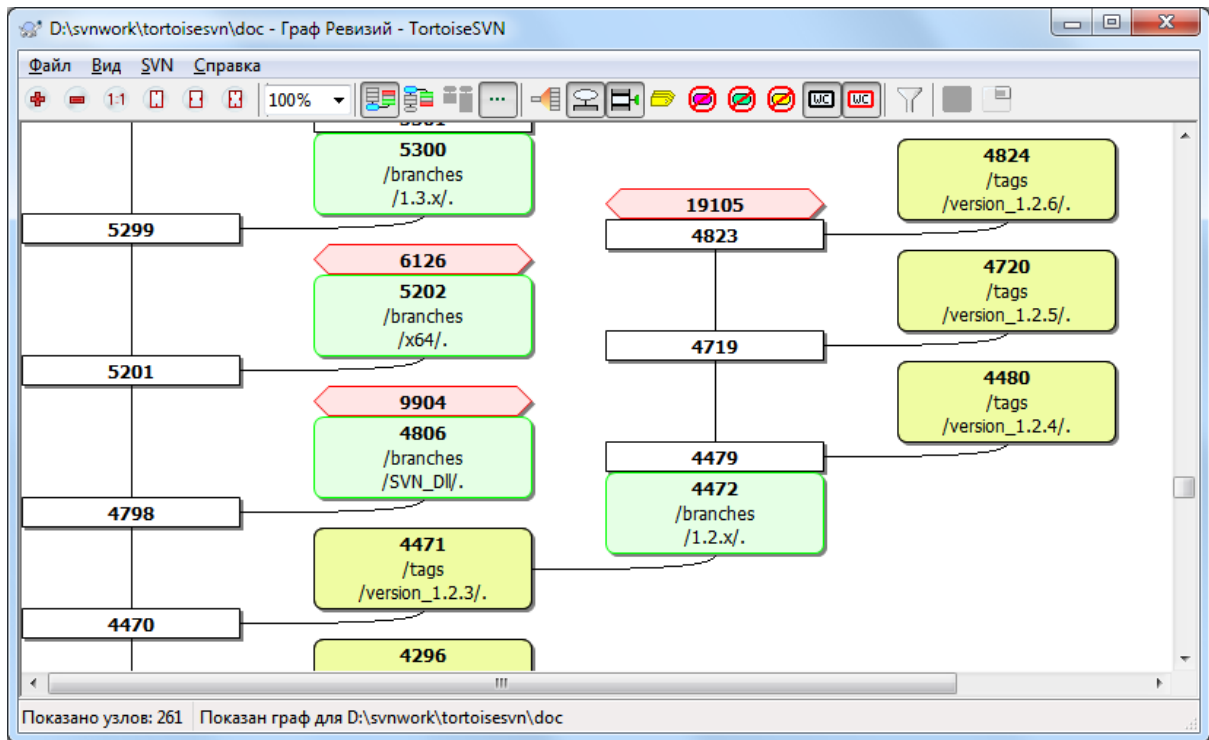 D:\svnwork\tortoisesvn\doc - Граф Ревизий - TortoiseSVN
Файл Вид SVN Справка
1:1 100% WC WC
5300
/branches
/1.3.x/.
5299
6126
5202
/branches
/x64/.
5201
9904
4806
/branches
/SVN_Dll/.
4798
4471
/tags
/version_1.2.3/.
4470
4296
19105
4823
4719
4479
4472
/branches
/1.2.x/.
4824
/tags
/version_1.2.6/.
4720
/tags
/version_1.2.5/.
4480
/tags
/version_1.2.4/.
Показано узлов: 261 Показан граф для D:\svnwork\tortoisesvn\doc